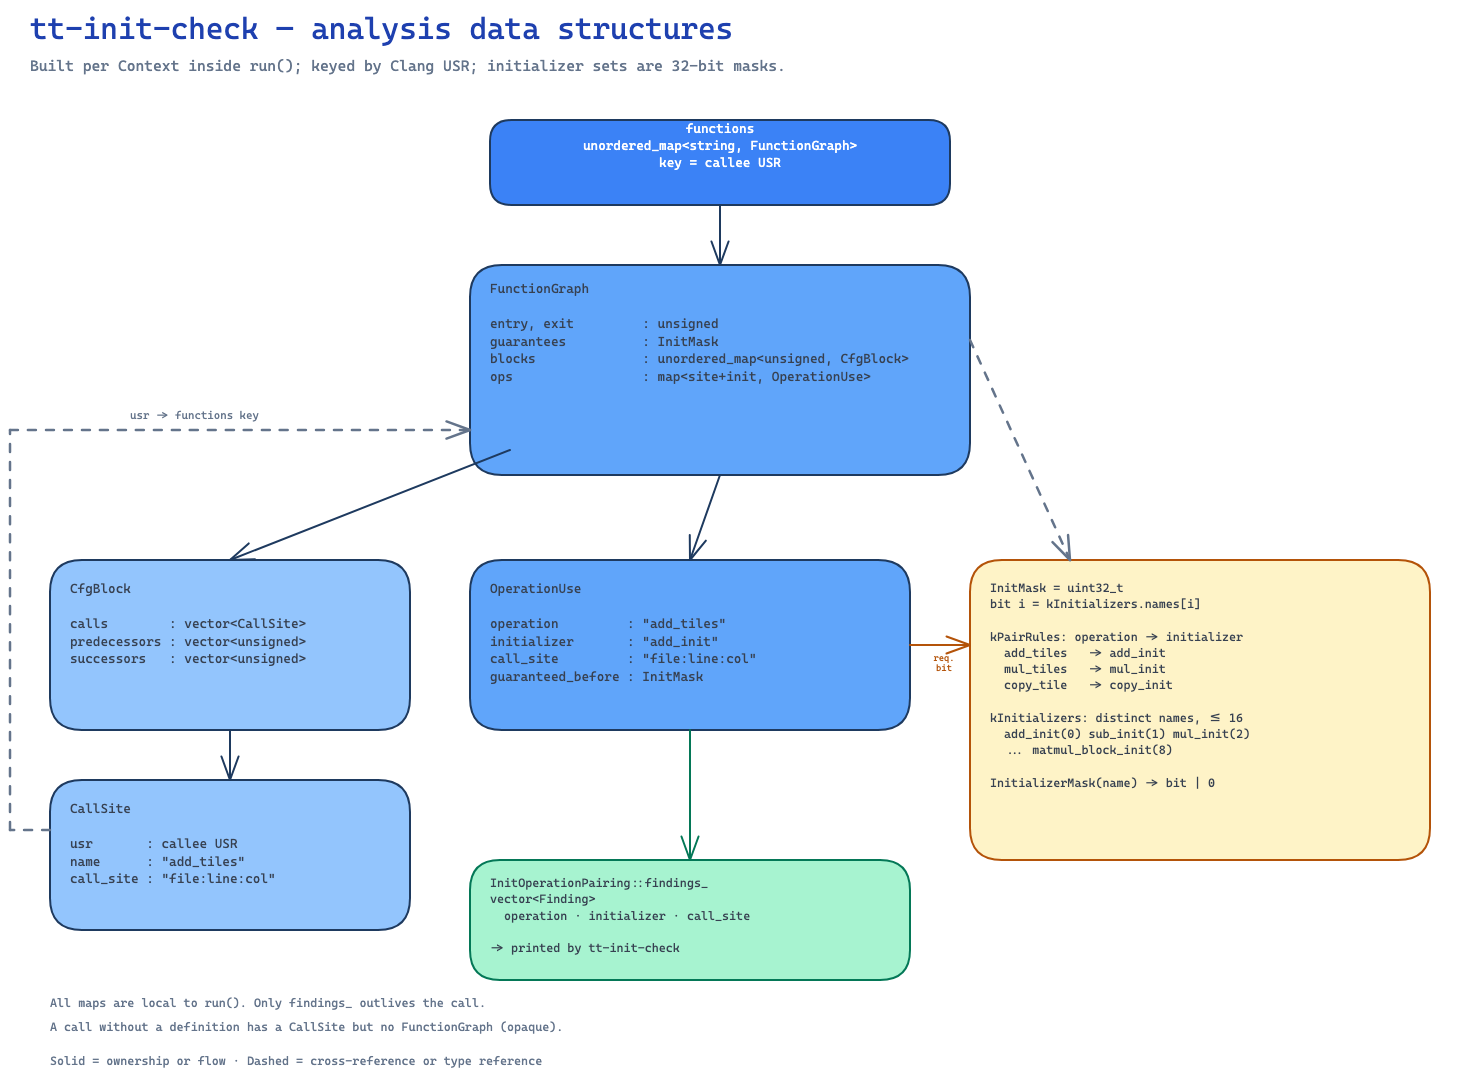 tt-init-check — analysis data structures
Built per Context inside run(); keyed by Clang USR; initializer sets are 32-bit masks.
functions
unordered_map<string, FunctionGraph>
key = callee USR
FunctionGraph
entry, exit : unsigned
guarantees : InitMask
blocks : unordered_map<unsigned, CfgBlock>
ops : map<site+init, OperationUse>
usr → functions key
CfgBlock
calls : vector<CallSite>
predecessors : vector<unsigned>
successors : vector<unsigned>
OperationUse
operation : "add_tiles"
initializer : "add_init"
call_site : "file:line:col"
guaranteed_before : InitMask
req.
bit
InitMask = uint32_t
bit i = kInitializers.names[i]
kPairRules: operation → initializer
add_tiles → add_init
mul_tiles → mul_init
copy_tile → copy_init
kInitializers: distinct names, ≤ 16
add_init(0) sub_init(1) mul_init(2)
… matmul_block_init(8)
InitializerMask(name) → bit | 0
CallSite
usr : callee USR
name : "add_tiles"
call_site : "file:line:col"
InitOperationPairing::findings_
vector<Finding>
operation · initializer · call_site
→ printed by tt-init-check
All maps are local to run(). Only findings_ outlives the call.
A call without a definition has a CallSite but no FunctionGraph (opaque).
Solid = ownership or flow · Dashed = cross-reference or type reference